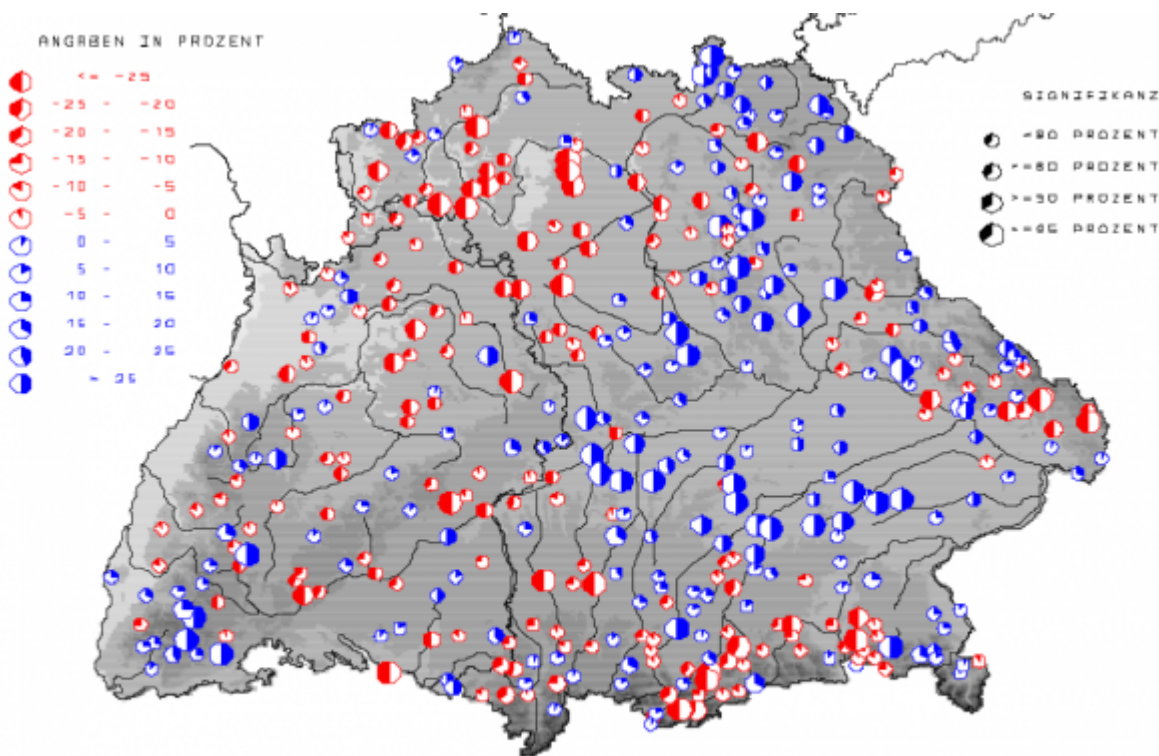 ANGABEN IN PROZENT
<= -25
-25 - -20
-20 - -15
-15 - -10
-10 - -5
-5 - 0
0 - 5
5 - 10
10 - 15
15 - 20
20 - 25
> 25
SIGNIFIKANZ
<80 PROZENT
>=80 PROZENT
>=90 PROZENT
>=95 PROZENT